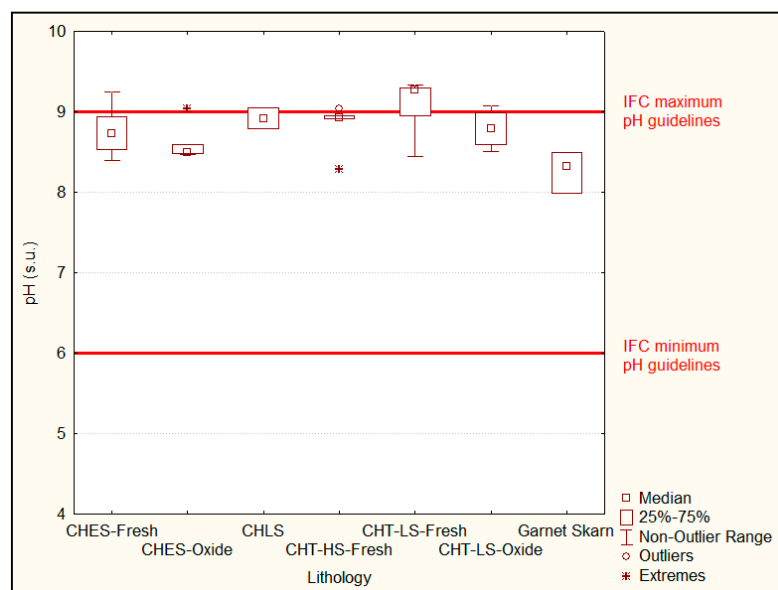 10
9
8
7
6
5
4
pH (s.u.)
IFC maximum
pH guidelines
IFC minimum
pH guidelines
CHES-Fresh
CHES-Oxide
CHLS
CHT-HS-Fresh
CHT-LS-Fresh
CHT-LS-Oxide
Garnet Skarn
Lithology
Median
25%-75%
Non-Outlier Range
Outliers
Extremes